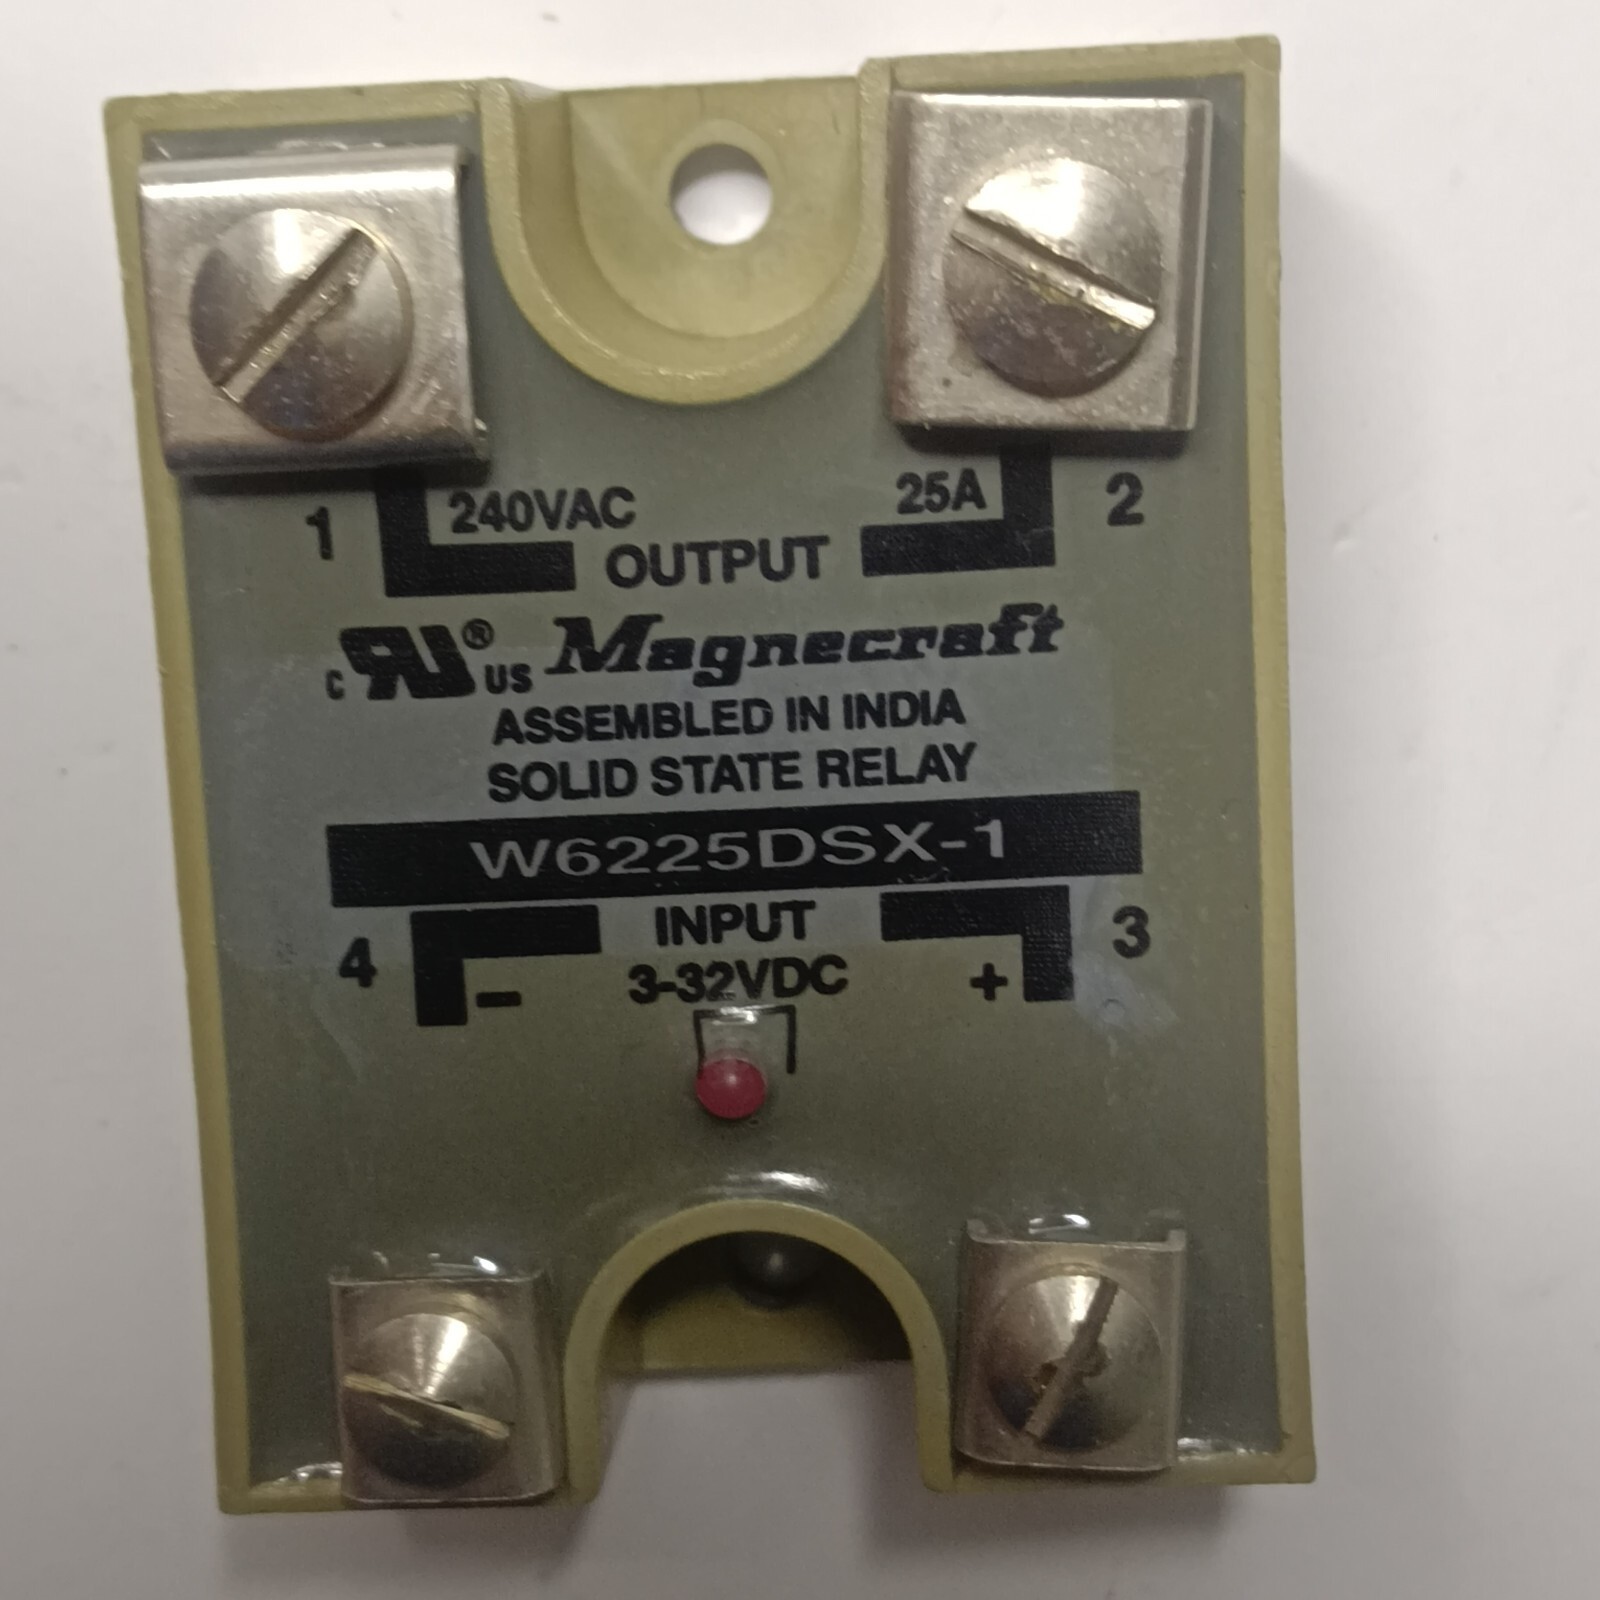 1 240VAC 25A 2
OUTPUT
c RU® US Magnecraft
ASSEMBLED IN INDIA
SOLID STATE RELAY
W6225DSX-1
4 INPUT 3
- 3-32VDC +